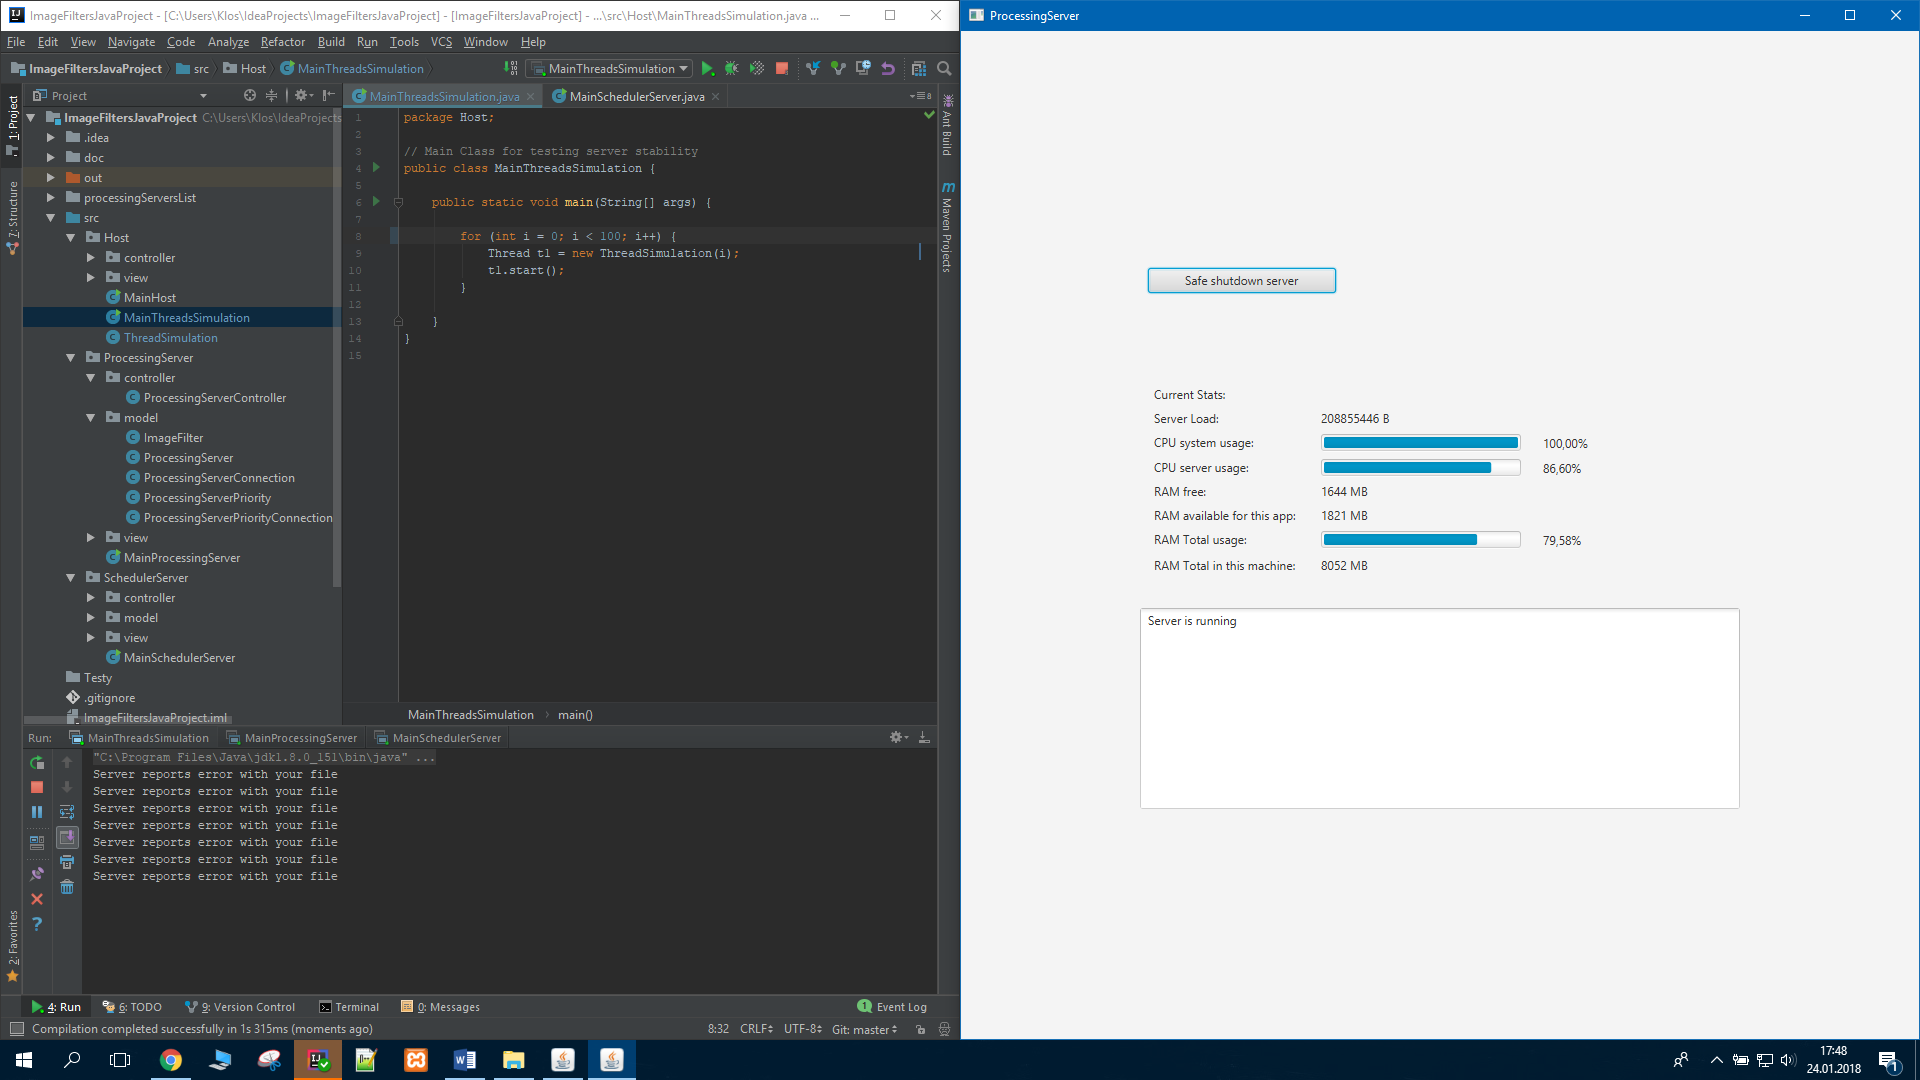 ImageFiltersJavaProject - [C:\Users\Klos\IdeaProjects\ImageFiltersJavaProject] - [ImageFiltersJavaProject] - ...\src\Host\MainThreadsSimulation.java ...
File Edit View Navigate Code Analyze Refactor Build Run Tools VCS Window Help
ImageFiltersJavaProject src Host MainThreadsSimulation
MainThreadsSimulation
Project
MainThreadsSimulation.java
MainSchedulerServer.java
8
1: Project
7: Structure
2: Favorites
ImageFiltersJavaProject C:\Users\Klos\IdeaProjects
.idea
doc
out
processingServersList
src
Host
controller
view
MainHost
MainThreadsSimulation
ThreadSimulation
ProcessingServer
controller
ProcessingServerController
model
ImageFilter
ProcessingServer
ProcessingServerConnection
ProcessingServerPriority
ProcessingServerPriorityConnection
view
MainProcessingServer
SchedulerServer
controller
model
view
MainSchedulerServer
Testy
.gitignore
ImageFiltersJavaProject.iml
1 package Host;
2
3 // Main Class for testing server stability
4 public class MainThreadsSimulation {
5
6 public static void main(String[] args) {
7
8 for (int i = 0; i < 100; i++) {
9 Thread t1 = new ThreadSimulation(i);
10 t1.start();
11 }
12
13 }
14 }
15
Ant Build
Maven Projects
MainThreadsSimulation main()
Run: MainThreadsSimulation MainProcessingServer MainSchedulerServer
"C:\Program Files\Java\jdk1.8.0_151\bin\java" ...
Server reports error with your file
Server reports error with your file
Server reports error with your file
Server reports error with your file
Server reports error with your file
Server reports error with your file
Server reports error with your file
4: Run 6: TODO 9: Version Control Terminal 0: Messages 1 Event Log
Compilation completed successfully in 1s 315ms (moments ago) 8:32 CRLF UTF-8 Git: master
ProcessingServer
Safe shutdown server
Current Stats:
Server Load: 208855446 B
CPU system usage: 100,00%
CPU server usage: 86,60%
RAM free: 1644 MB
RAM available for this app: 1821 MB
RAM Total usage: 79,58%
RAM Total in this machine: 8052 MB
Server is running
17:48
24.01.2018
1